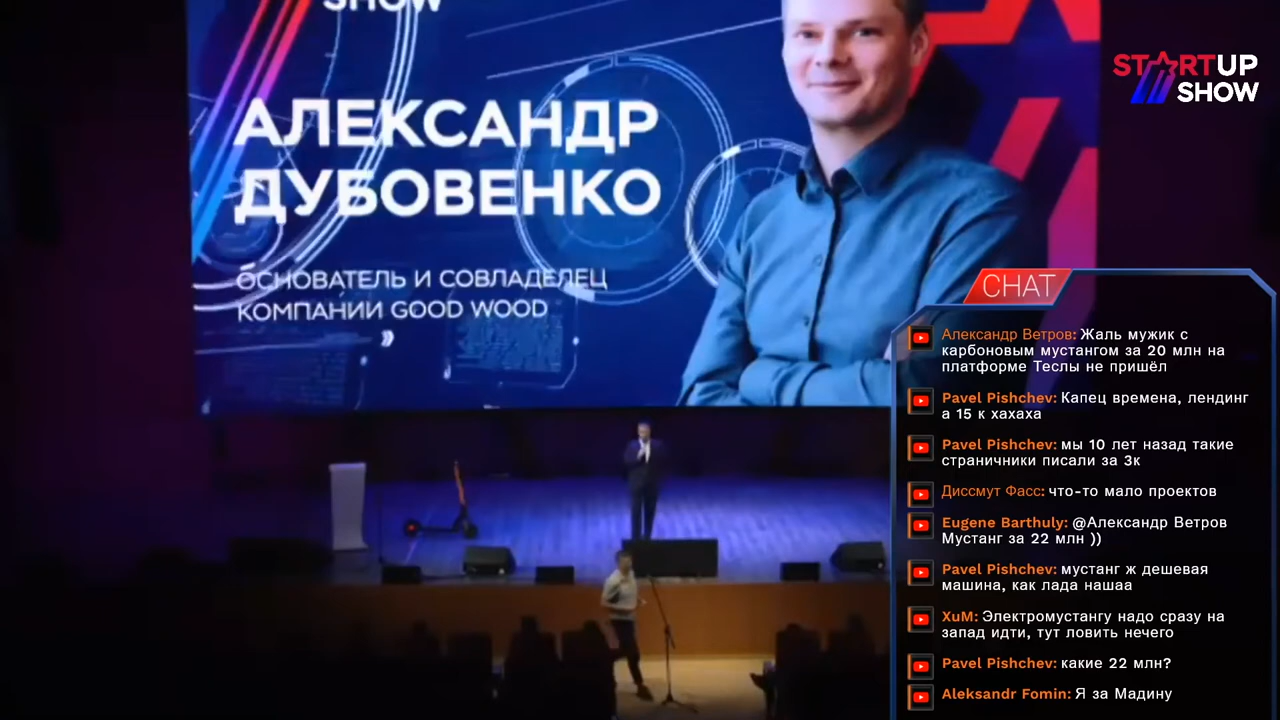 SHOW
АЛЕКСАНДР
ДУБОВЕНКО
ОСНОВАТЕЛЬ И СОВЛАДЕЛЕЦ
КОМПАНИИ GOOD WOOD
STARTUP
SHOW
CHAT
Александр Ветров: Жаль мужик с
карбоновым мустангом за 20 млн на
платформе Теслы не пришёл
Pavel Pishchev: Капец времена, лендинг
а 15 к хахаха
Pavel Pishchev: мы 10 лет назад такие
страничники писали за 3к
Диссмут Фасс: что-то мало проектов
Eugene Barthuly: @Александр Ветров
Мустанг за 22 млн ))
Pavel Pishchev: мустанг ж дешевая
машина, как лада нашаа
XuM: Электромустангу надо сразу на
запад идти, тут ловить нечего
Pavel Pishchev: какие 22 млн?
Aleksandr Fomin: Я за Мадину